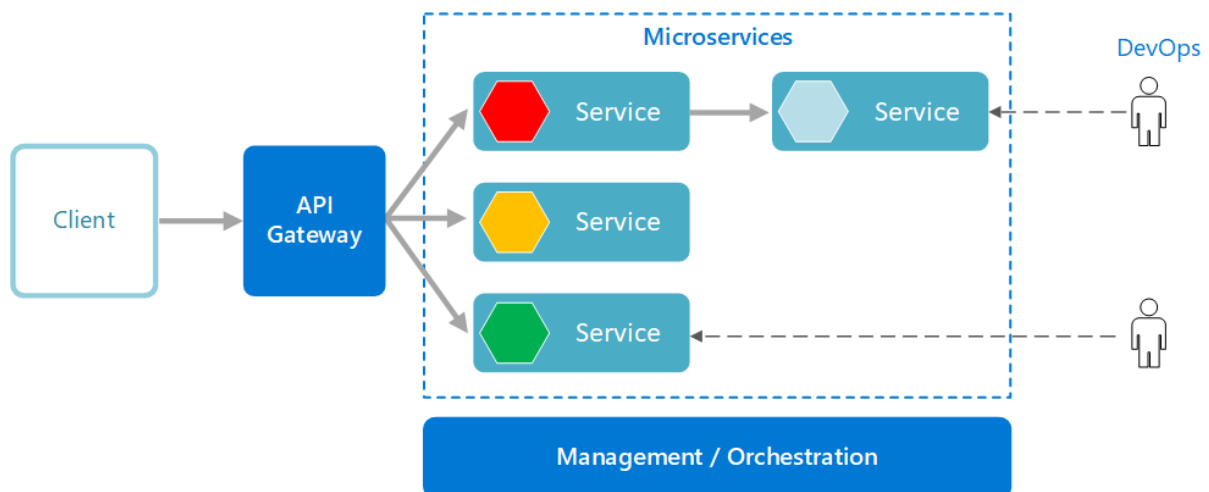 Microservices
DevOps
Service
Service
Client
API
Gateway
Service
Service
Management / Orchestration